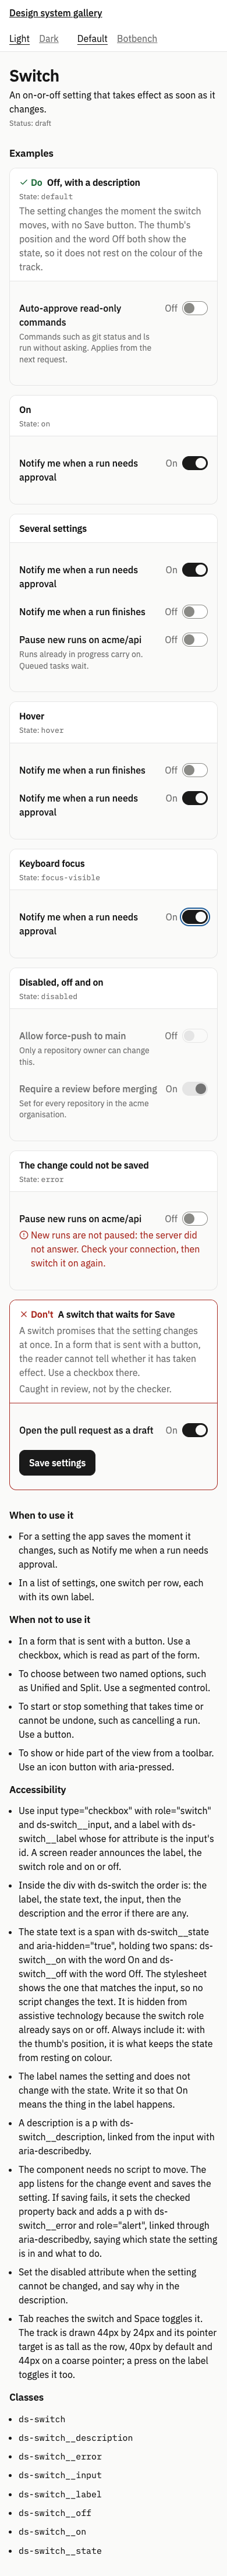 Design system gallery
Light Dark Default Botbench
Switch
An on-or-off setting that takes effect as soon as it
changes.
Status: draft
Examples
Do Off, with a description
State: default
The setting changes the moment the switch
moves, with no Save button. The thumb's
position and the word Off both show the
state, so it does not rest on the colour of the
track.
Auto-approve read-only
commands
Off
Commands such as git status and ls
run without asking. Applies from the
next request.
On
State: on
Notify me when a run needs
approval
On
Several settings
Notify me when a run needs
approval
On
Notify me when a run finishes
Off
Pause new runs on acme/api
Off
Runs already in progress carry on.
Queued tasks wait.
Hover
State: hover
Notify me when a run finishes
Off
Notify me when a run needs
approval
On
Keyboard focus
State: focus-visible
Notify me when a run needs
approval
On
Disabled, off and on
State: disabled
Allow force-push to main
Off
Only a repository owner can change
this.
Require a review before merging
On
Set for every repository in the acme
organisation.
The change could not be saved
State: error
Pause new runs on acme/api
Off
New runs are not paused: the server did
not answer. Check your connection, then
switch it on again.
Don't A switch that waits for Save
A switch promises that the setting changes
at once. In a form that is sent with a button,
the reader cannot tell whether it has taken
effect. Use a checkbox there.
Caught in review, not by the checker.
Open the pull request as a draft
On
Save settings
When to use it
• For a setting the app saves the moment it
changes, such as Notify me when a run needs
approval.
• In a list of settings, one switch per row, each
with its own label.
When not to use it
• In a form that is sent with a button. Use a
checkbox, which is read as part of the form.
• To choose between two named options, such
as Unified and Split. Use a segmented control.
• To start or stop something that takes time or
cannot be undone, such as cancelling a run.
Use a button.
• To show or hide part of the view from a toolbar.
Use an icon button with aria-pressed.
Accessibility
• Use input type="checkbox" with role="switch"
and ds-switch__input, and a label with ds-
switch__label whose for attribute is the input's
id. A screen reader announces the label, the
switch role and on or off.
• Inside the div with ds-switch the order is: the
label, the state text, the input, then the
description and the error if there are any.
• The state text is a span with ds-switch__state
and aria-hidden="true", holding two spans: ds-
switch__on with the word On and ds-
switch__off with the word Off. The stylesheet
shows the one that matches the input, so no
script changes the text. It is hidden from
assistive technology because the switch role
already says on or off. Always include it: with
the thumb's position, it is what keeps the state
from resting on colour.
• The label names the setting and does not
change with the state. Write it so that On
means the thing in the label happens.
• A description is a p with ds-
switch__description, linked from the input with
aria-describedby.
• The component needs no script to move. The
app listens for the change event and saves the
setting. If saving fails, it sets the checked
property back and adds a p with ds-
switch__error and role="alert", linked through
aria-describedby, saying which state the setting
is in and what to do.
• Set the disabled attribute when the setting
cannot be changed, and say why in the
description.
• Tab reaches the switch and Space toggles it.
The track is drawn 44px by 24px and its pointer
target is as tall as the row, 40px by default and
44px on a coarse pointer; a press on the label
toggles it too.
Classes
• ds-switch
• ds-switch__description
• ds-switch__error
• ds-switch__input
• ds-switch__label
• ds-switch__off
• ds-switch__on
• ds-switch__state